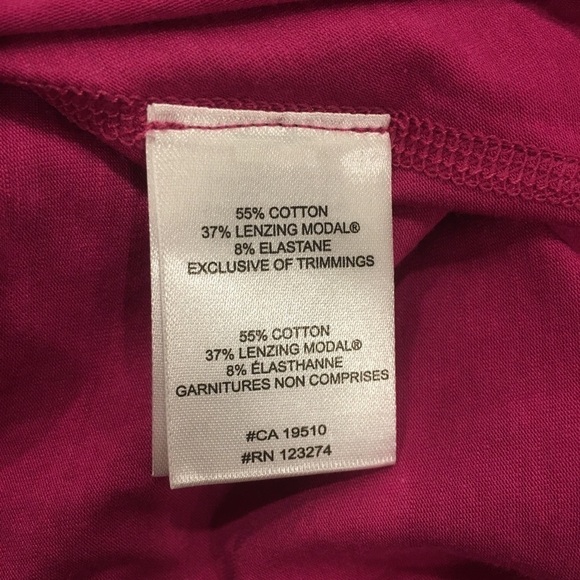 55% COTTON
37% LENZING MODAL®
8% ELASTANE
EXCLUSIVE OF TRIMMINGS
55% COTTON
37% LENZING MODAL®
8% ÉLASTHANNE
GARNITURES NON COMPRISES
#CA 19510
#RN 123274